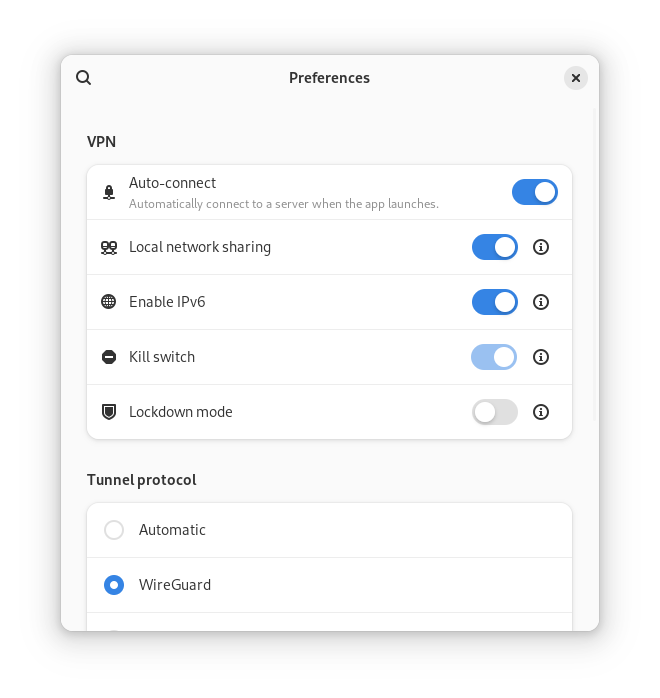 Preferences
VPN
Auto-connect
Automatically connect to a server when the app launches.
Local network sharing
Enable IPv6
Kill switch
Lockdown mode
Tunnel protocol
Automatic
WireGuard